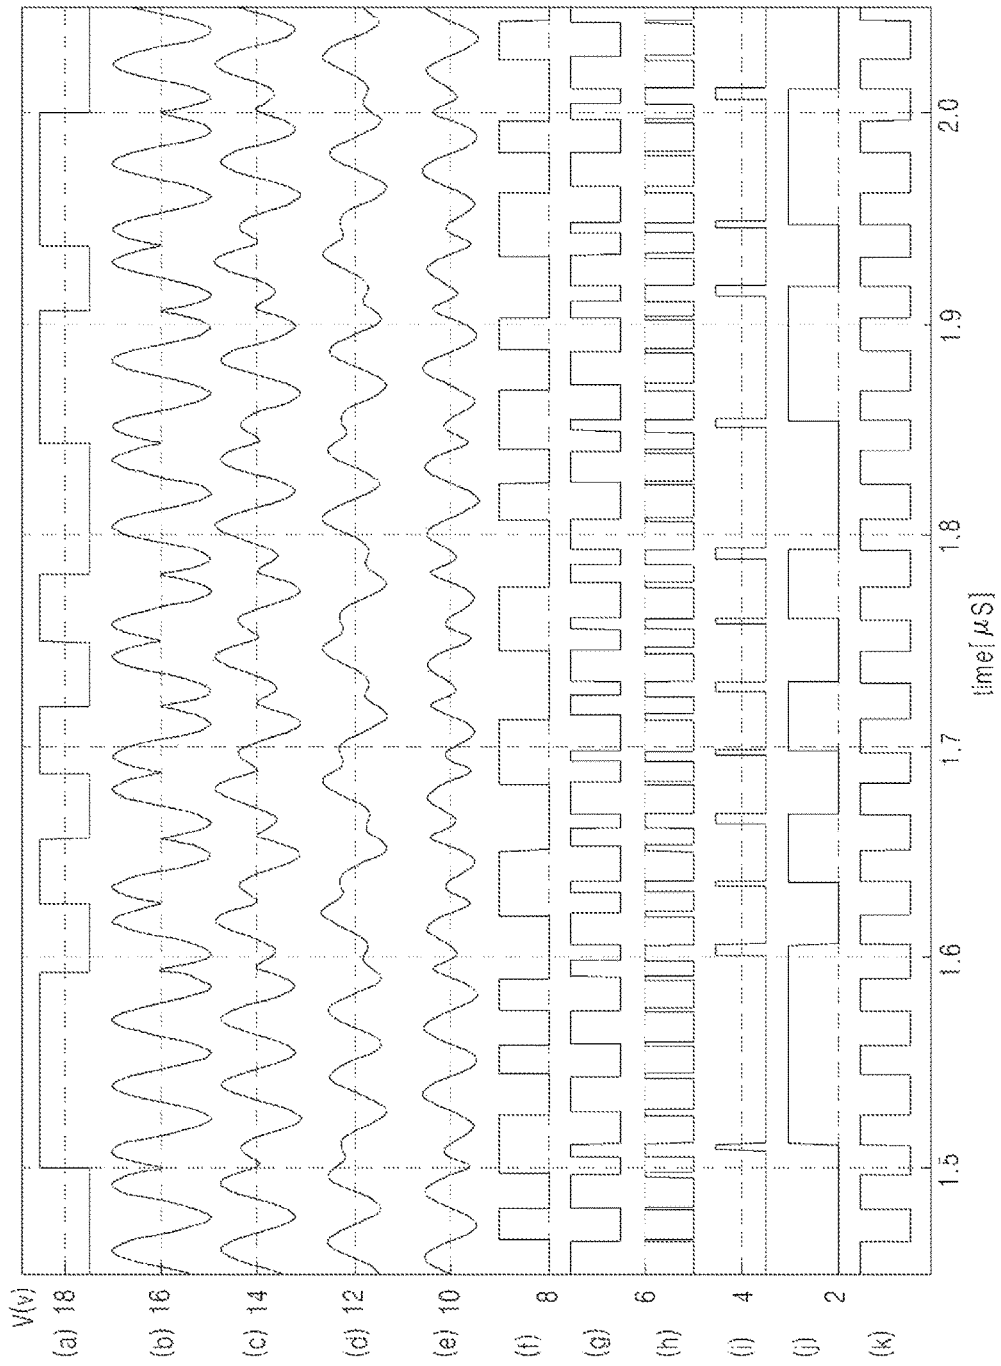 V(v)
(a) 18
(b) 16
(c) 14
(d) 12
(e) 10
(f)
8
(g)
(h) 6
(i) 4
(j)
2
(k)
1.5
1.6
1.7
1.8
1.9
2.0
time[μS]